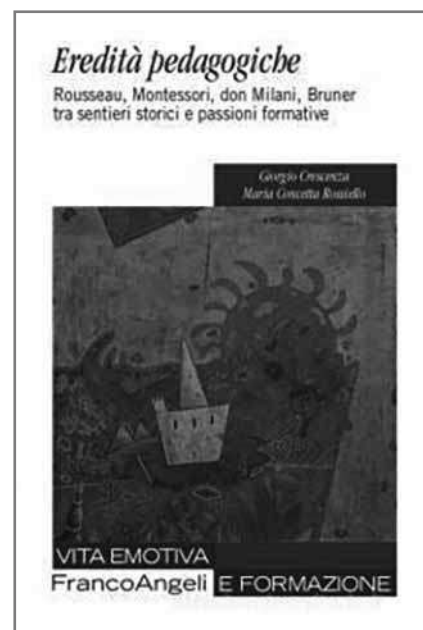 Eredità pedagogiche
Rousseau, Montessori, don Milani, Bruner
tra sentieri storici e passioni formative
Giorgio Crescenza
Maria Concetta Rossiello
VITA EMOTIVA
FrancoAngeli E FORMAZIONE